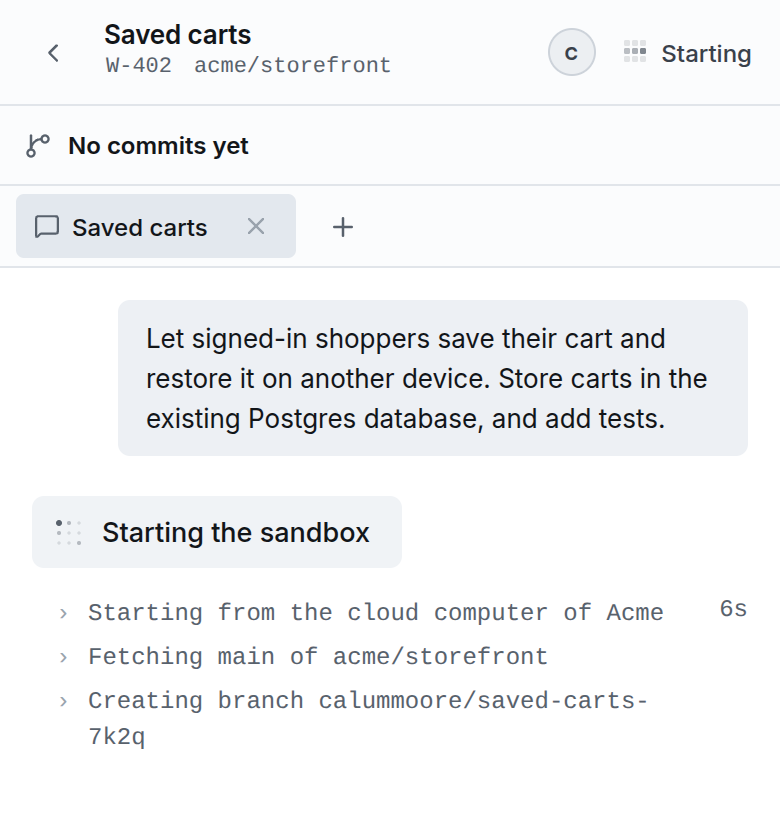 Saved carts
W-402 acme/storefront
C
Starting
No commits yet
Saved carts
Let signed-in shoppers save their cart and
restore it on another device. Store carts in the
existing Postgres database, and add tests.
Starting the sandbox
› Starting from the cloud computer of Acme 6s
› Fetching main of acme/storefront
› Creating branch calummoore/saved-carts-
7k2q